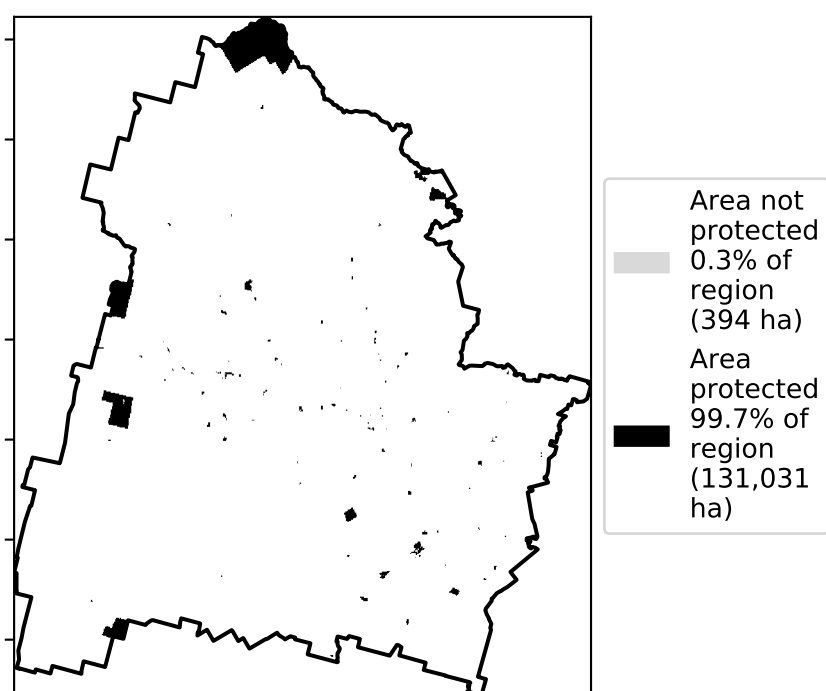 Area not
protected
0.3% of
region
(394 ha)
Area
protected
99.7% of
region
(131,031
ha)